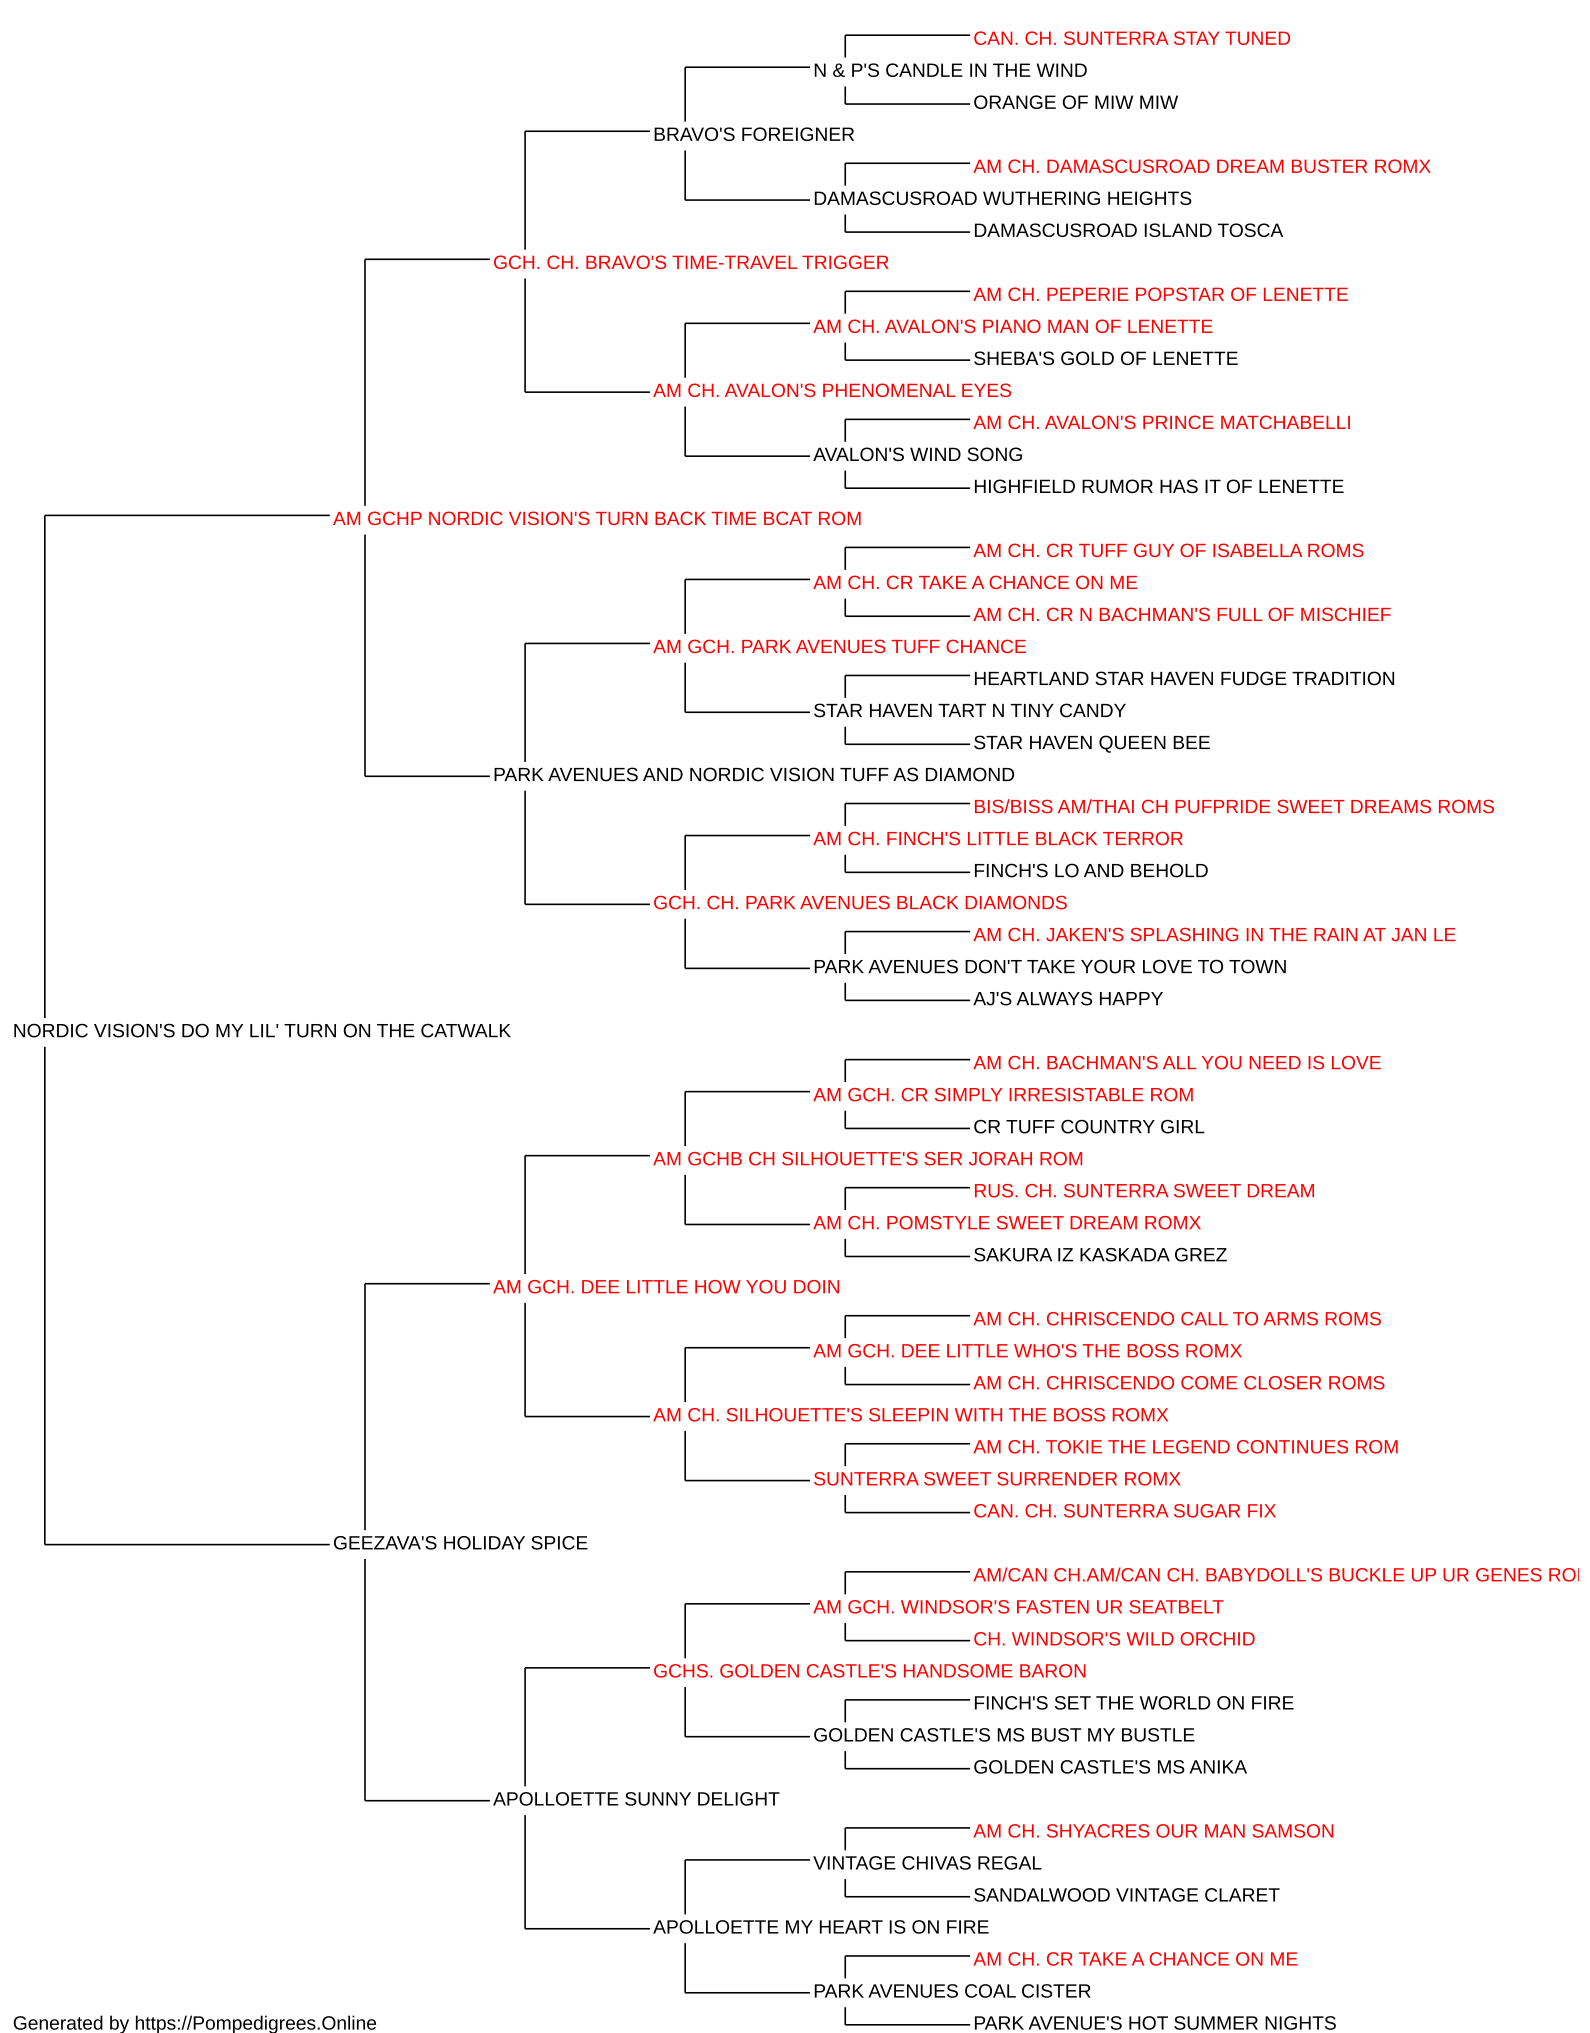 CAN. CH. SUNTERRA STAY TUNED
N & P'S CANDLE IN THE WIND
ORANGE OF MIW MIW
BRAVO'S FOREIGNER
AM CH. DAMASCUSROAD DREAM BUSTER ROMX
DAMASCUSROAD WUTHERING HEIGHTS
DAMASCUSROAD ISLAND TOSCA
GCH. CH. BRAVO'S TIME-TRAVEL TRIGGER
AM CH. PEPERIE POPSTAR OF LENETTE
AM CH. AVALON'S PIANO MAN OF LENETTE
SHEBA'S GOLD OF LENETTE
AM CH. AVALON'S PHENOMENAL EYES
AM CH. AVALON'S PRINCE MATCHABELLI
AVALON'S WIND SONG
HIGHFIELD RUMOR HAS IT OF LENETTE
AM GCHP NORDIC VISION'S TURN BACK TIME BCAT ROM
AM CH. CR TUFF GUY OF ISABELLA ROMS
AM CH. CR TAKE A CHANCE ON ME
AM CH. CR N BACHMAN'S FULL OF MISCHIEF
AM GCH. PARK AVENUES TUFF CHANCE
HEARTLAND STAR HAVEN FUDGE TRADITION
STAR HAVEN TART N TINY CANDY
STAR HAVEN QUEEN BEE
PARK AVENUES AND NORDIC VISION TUFF AS DIAMOND
BIS/BISS AM/THAI CH PUFPRIDE SWEET DREAMS ROMS
AM CH. FINCH'S LITTLE BLACK TERROR
FINCH'S LO AND BEHOLD
GCH. CH. PARK AVENUES BLACK DIAMONDS
AM CH. JAKEN'S SPLASHING IN THE RAIN AT JAN LE
PARK AVENUES DON'T TAKE YOUR LOVE TO TOWN
AJ'S ALWAYS HAPPY
NORDIC VISION'S DO MY LIL' TURN ON THE CATWALK
AM CH. BACHMAN'S ALL YOU NEED IS LOVE
AM GCH. CR SIMPLY IRRESISTABLE ROM
CR TUFF COUNTRY GIRL
AM GCHB CH SILHOUETTE'S SER JORAH ROM
RUS. CH. SUNTERRA SWEET DREAM
AM CH. POMSTYLE SWEET DREAM ROMX
SAKURA IZ KASKADA GREZ
AM GCH. DEE LITTLE HOW YOU DOIN
AM CH. CHRISCENDO CALL TO ARMS ROMS
AM GCH. DEE LITTLE WHO'S THE BOSS ROMX
AM CH. CHRISCENDO COME CLOSER ROMS
AM CH. SILHOUETTE'S SLEEPIN WITH THE BOSS ROMX
AM CH. TOKIE THE LEGEND CONTINUES ROM
SUNTERRA SWEET SURRENDER ROMX
CAN. CH. SUNTERRA SUGAR FIX
GEEZAVA'S HOLIDAY SPICE
AM/CAN CH.AM/CAN CH. BABYDOLL'S BUCKLE UP UR GENES
AM GCH. WINDSOR'S FASTEN UR SEATBELT
CH. WINDSOR'S WILD ORCHID
GCHS. GOLDEN CASTLE'S HANDSOME BARON
FINCH'S SET THE WORLD ON FIRE
GOLDEN CASTLE'S MS BUST MY BUSTLE
GOLDEN CASTLE'S MS ANIKA
APOLLOETTE SUNNY DELIGHT
AM CH. SHYACRES OUR MAN SAMSON
VINTAGE CHIVAS REGAL
SANDALWOOD VINTAGE CLARET
APOLLOETTE MY HEART IS ON FIRE
AM CH. CR TAKE A CHANCE ON ME
PARK AVENUES COAL CISTER
PARK AVENUE'S HOT SUMMER NIGHTS
Generated by https://Pompedigrees.Online